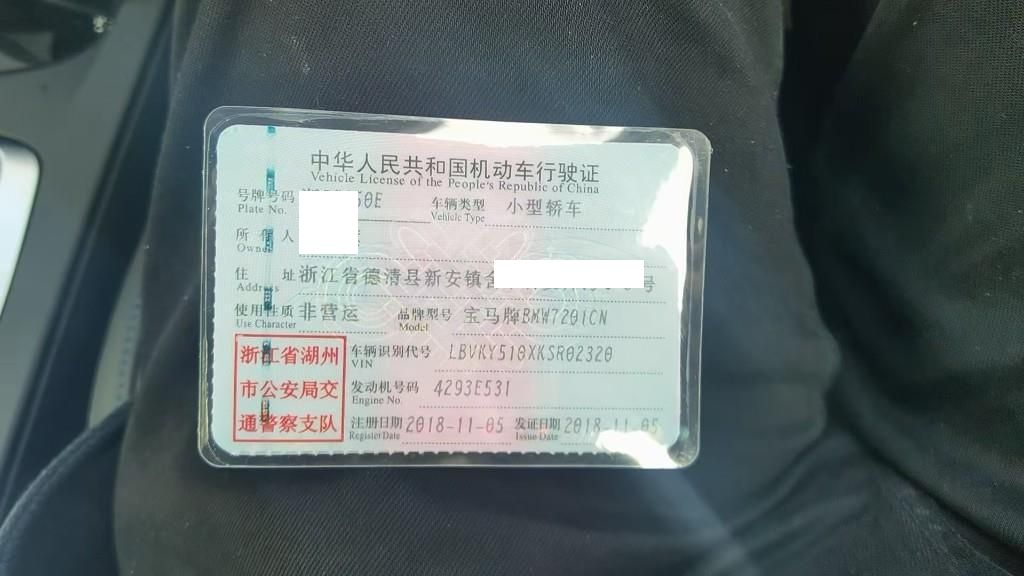 中华人民共和国机动车行驶证
Vehicle License of the People's Republic of China
号牌号码 60E 车辆类型 小型轿车
Plate No. Vehicle Type
所有人
Owner
住址 浙江省德清县新安镇舍 号
Address
使用性质 非营运 品牌型号 宝马牌BMW7201CN
Use Character Model
浙江省湖州
市公安局交
通警察支队
车辆识别代号 LBVKY510XKSR02320
VIN
发动机号码 4293E531
Engine No.
注册日期 2018-11-05 发证日期 2018-11-05
Register Date Issue Date